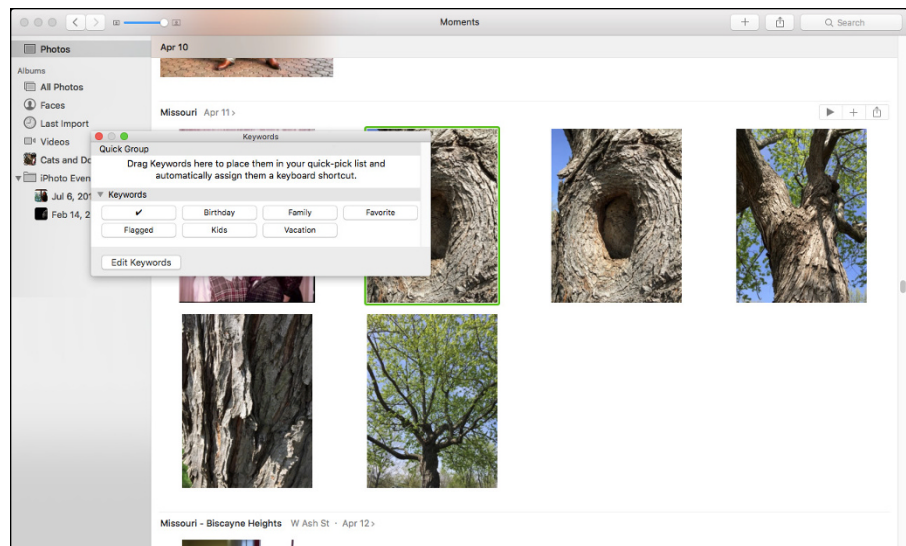 Moments
Search
Photos
Apr 10
Albums
All Photos
Faces
Last Import
Videos
Cats and Do
iPhoto Even
Jul 6, 201
Feb 14, 2
Missouri Apr 11 >
Keywords
Quick Group
Drag Keywords here to place them in your quick-pick list and
automatically assign them a keyboard shortcut.
Keywords
✔ Birthday Family Favorite
Flagged Kids Vacation
Edit Keywords
Missouri - Biscayne Heights W Ash St · Apr 12 >